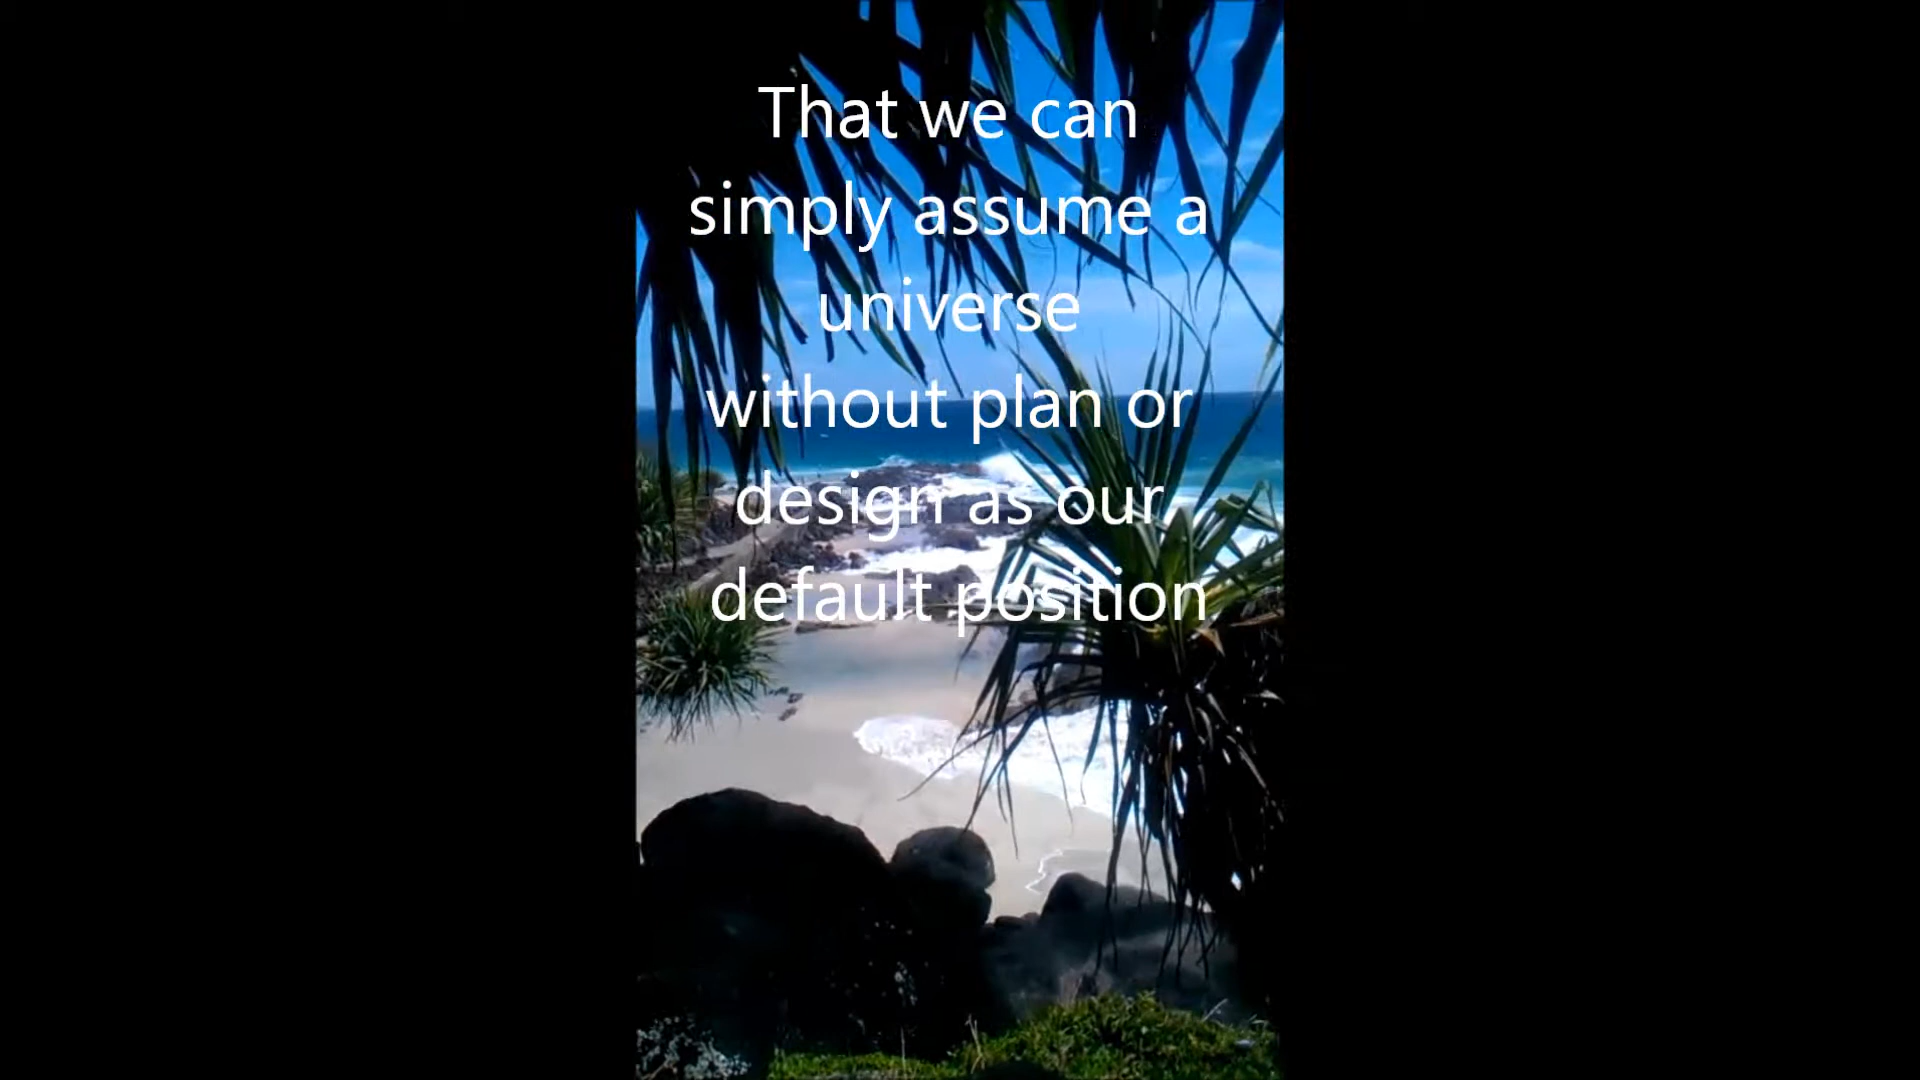 That we can
simply assume a
universe
without plan or
design as our
default position